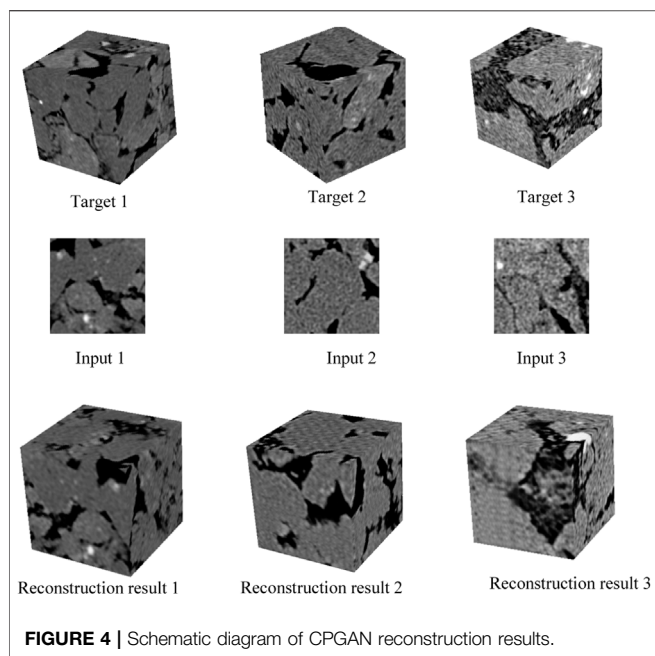 Target 1
Target 2
Target 3
Input 1
Input 2
Input 3
Reconstruction result 1
Reconstruction result 2
Reconstruction result 3
FIGURE 4 | Schematic diagram of CPGAN reconstruction results.